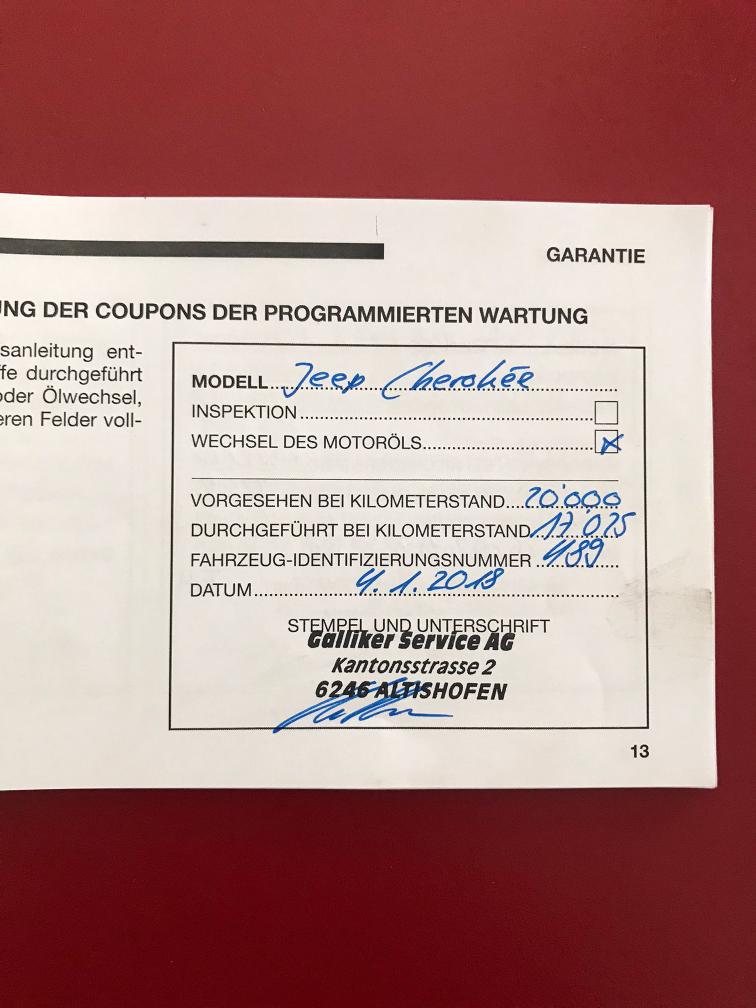 GARANTIE
UNG DER COUPONS DER PROGRAMMIERTEN WARTUNG
sanleitung ent-
ffe durchgeführt
oder Ölwechsel,
eren Felder voll-
MODELL Jeep Cherokee
INSPEKTION
WECHSEL DES MOTORÖLS X
VORGESEHEN BEI KILOMETERSTAND 20'000
DURCHGEFÜHRT BEI KILOMETERSTAND 17'025
FAHRZEUG-IDENTIFIZIERUNGSNUMMER 489
DATUM 4.1.2018
STEMPEL UND UNTERSCHRIFT
Galliker Service AG
Kantonsstrasse 2
6246 ALTISHOFEN
13